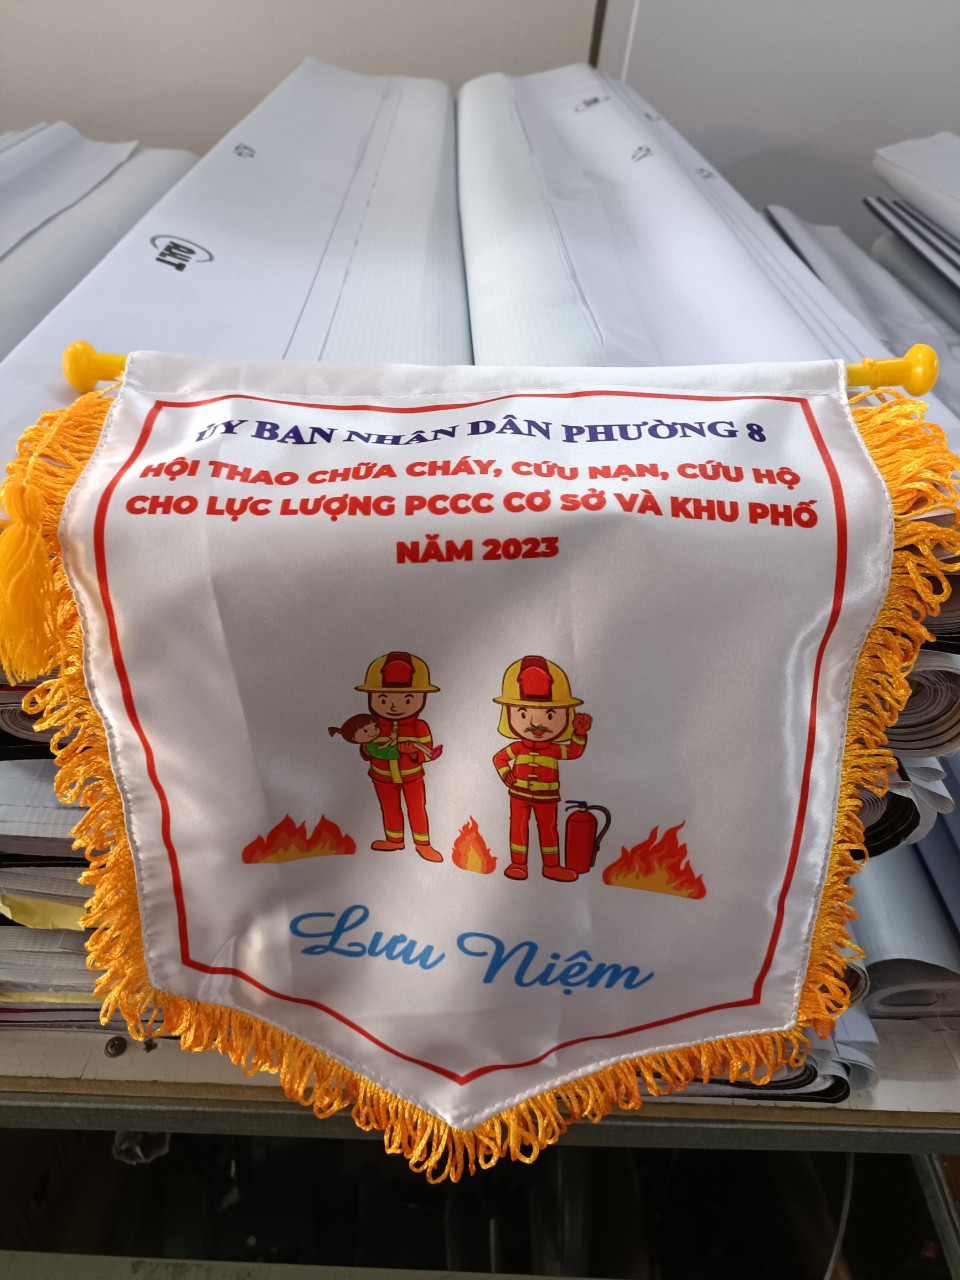 RH.T
ỦY BAN NHÂN DÂN PHƯỜNG 8
HỘI THAO CHỮA CHÁY, CỨU NẠN, CỨU HỘ
CHO LỰC LƯỢNG PCCC CƠ SỞ VÀ KHU PHỐ
NĂM 2023
Lưu Niệm